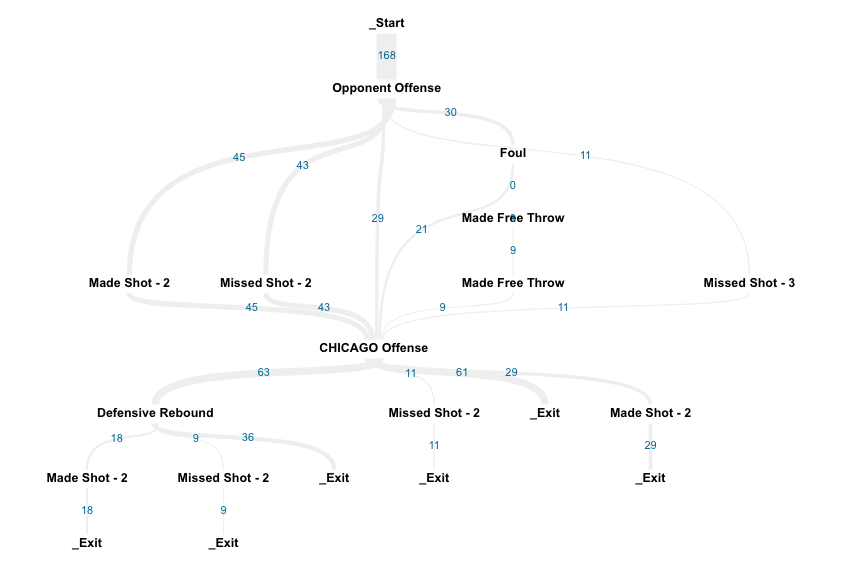 _Start
168
Opponent Offense
30
45
43
Foul
11
0
29
21
Made Free Throw
9
Made Shot - 2
Missed Shot - 2
Made Free Throw
Missed Shot - 3
45
43
9
11
CHICAGO Offense
63
11
61
29
Defensive Rebound
Missed Shot - 2
_Exit
Made Shot - 2
18
9
36
11
29
Made Shot - 2
Missed Shot - 2
_Exit
_Exit
_Exit
18
9
_Exit
_Exit